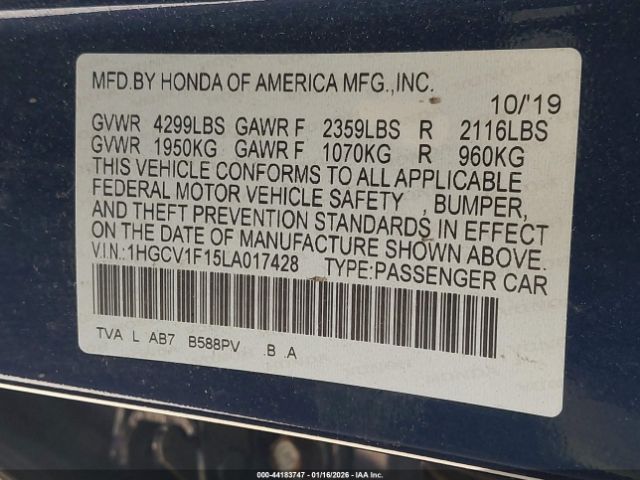 MFD.BY HONDA OF AMERICA MFG.,INC.
10/'19
GVWR 4299LBS GAWR F 2359LBS R 2116LBS
GVWR 1950KG GAWR F 1070KG R 960KG
THIS VEHICLE CONFORMS TO ALL APPLICABLE
FEDERAL MOTOR VEHICLE SAFETY , BUMPER,
AND THEFT PREVENTION STANDARDS IN EFFECT
ON THE DATE OF MANUFACTURE SHOWN ABOVE.
V.I.N.:1HGCV1F15LA017428 TYPE:PASSENGER CAR
TVA L AB7 B588PV .B .A
000-44183747 - 01/16/2026 - IAA Inc.